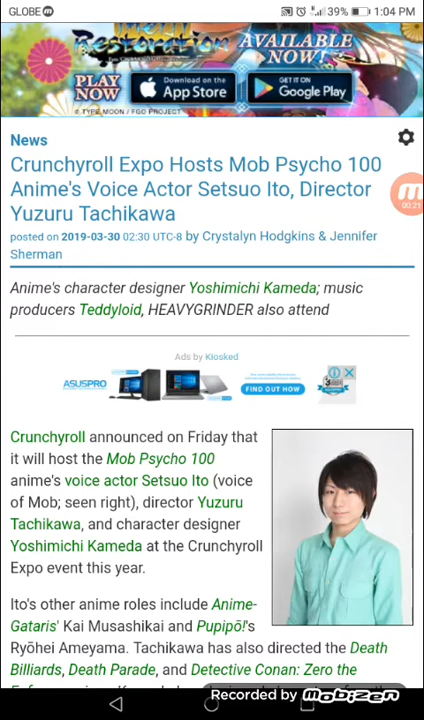 GLOBE
39% 1:04 PM
Restoration
AVAILABLE
NOW!
PLAY
NOW
Download on the
App Store
GET IT ON
Google Play
© TYPE-MOON / FGO PROJECT
News
Crunchyroll Expo Hosts Mob Psycho 100
Anime's Voice Actor Setsuo Ito, Director
Yuzuru Tachikawa
00:21
posted on 2019-03-30 02:30 UTC-8 by Crystalyn Hodgkins & Jennifer
Sherman
Anime's character designer Yoshimichi Kameda; music
producers Teddyloid, HEAVYGRINDER also attend
Ads by Kiosked
ASUSPRO
FIND OUT HOW
Crunchyroll announced on Friday that
it will host the Mob Psycho 100
anime's voice actor Setsuo Ito (voice
of Mob; seen right), director Yuzuru
Tachikawa, and character designer
Yoshimichi Kameda at the Crunchyroll
Expo event this year.
Ito's other anime roles include Anime-
Gataris' Kai Musashikai and Pupipō!'s
Ryōhei Ameyama. Tachikawa has also directed the Death
Billiards, Death Parade, and Detective Conan: Zero the
Recorded by Mobizen